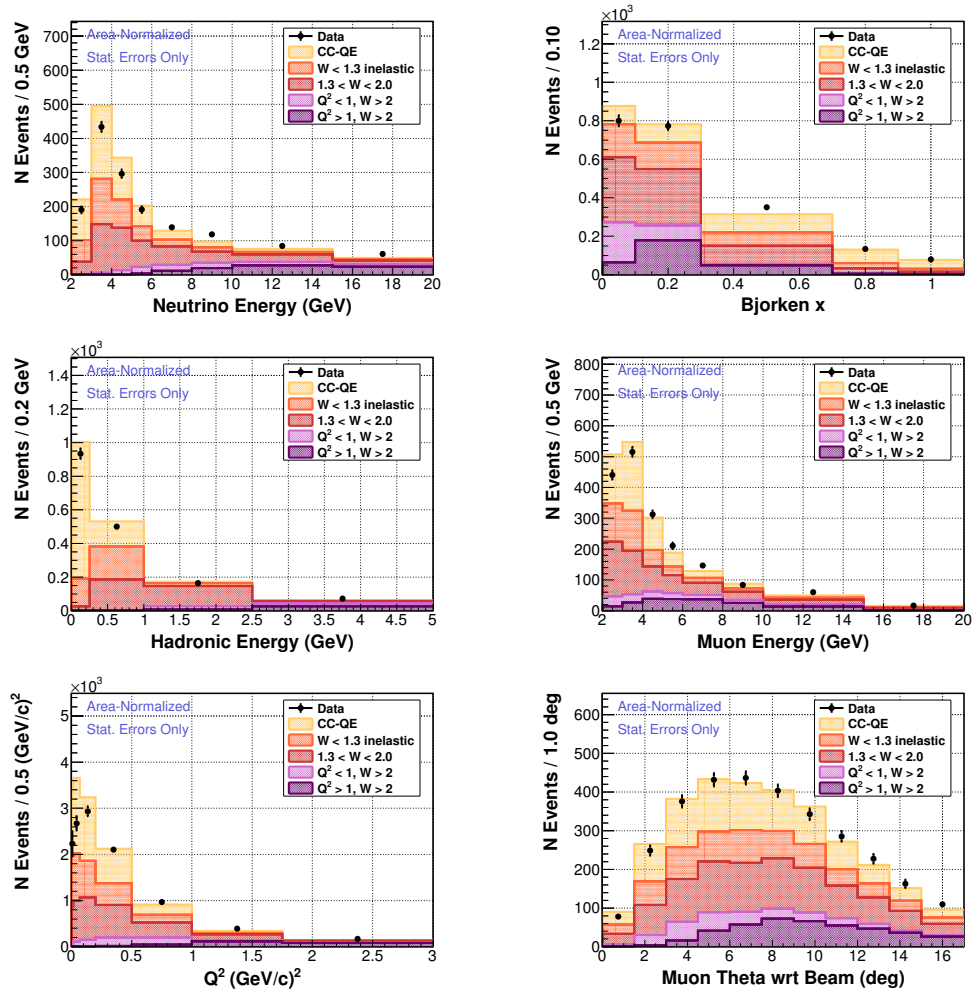 N Events / 0.5 GeV
700
600
500
400
300
200
100
0
Area-Normalized
Stat. Errors Only
Data
CC-QE
W < 1.3 inelastic
1.3 < W < 2.0
Q² < 1, W > 2
Q² > 1, W > 2
2 4 6 8 10 12 14 16 18 20
Neutrino Energy (GeV)
×10³
N Events / 0.10
1.2
1
0.8
0.6
0.4
0.2
0
Area-Normalized
Stat. Errors Only
Data
CC-QE
W < 1.3 inelastic
1.3 < W < 2.0
Q² < 1, W > 2
Q² > 1, W > 2
0 0.2 0.4 0.6 0.8 1
Bjorken x
×10³
N Events / 0.2 GeV
1.4
1.2
1
0.8
0.6
0.4
0.2
0
Area-Normalized
Stat. Errors Only
Data
CC-QE
W < 1.3 inelastic
1.3 < W < 2.0
Q² < 1, W > 2
Q² > 1, W > 2
0 0.5 1 1.5 2 2.5 3 3.5 4 4.5 5
Hadronic Energy (GeV)
N Events / 0.5 GeV
800
700
600
500
400
300
200
100
0
Area-Normalized
Stat. Errors Only
Data
CC-QE
W < 1.3 inelastic
1.3 < W < 2.0
Q² < 1, W > 2
Q² > 1, W > 2
2 4 6 8 10 12 14 16 18 20
Muon Energy (GeV)
×10³
N Events / 0.5 (GeV/c)²
5
4
3
2
1
0
Area-Normalized
Stat. Errors Only
Data
CC-QE
W < 1.3 inelastic
1.3 < W < 2.0
Q² < 1, W > 2
Q² > 1, W > 2
0 0.5 1 1.5 2 2.5 3
Q² (GeV/c)²
N Events / 1.0 deg
600
500
400
300
200
100
0
Area-Normalized
Stat. Errors Only
Data
CC-QE
W < 1.3 inelastic
1.3 < W < 2.0
Q² < 1, W > 2
Q² > 1, W > 2
0 2 4 6 8 10 12 14 16
Muon Theta wrt Beam (deg)